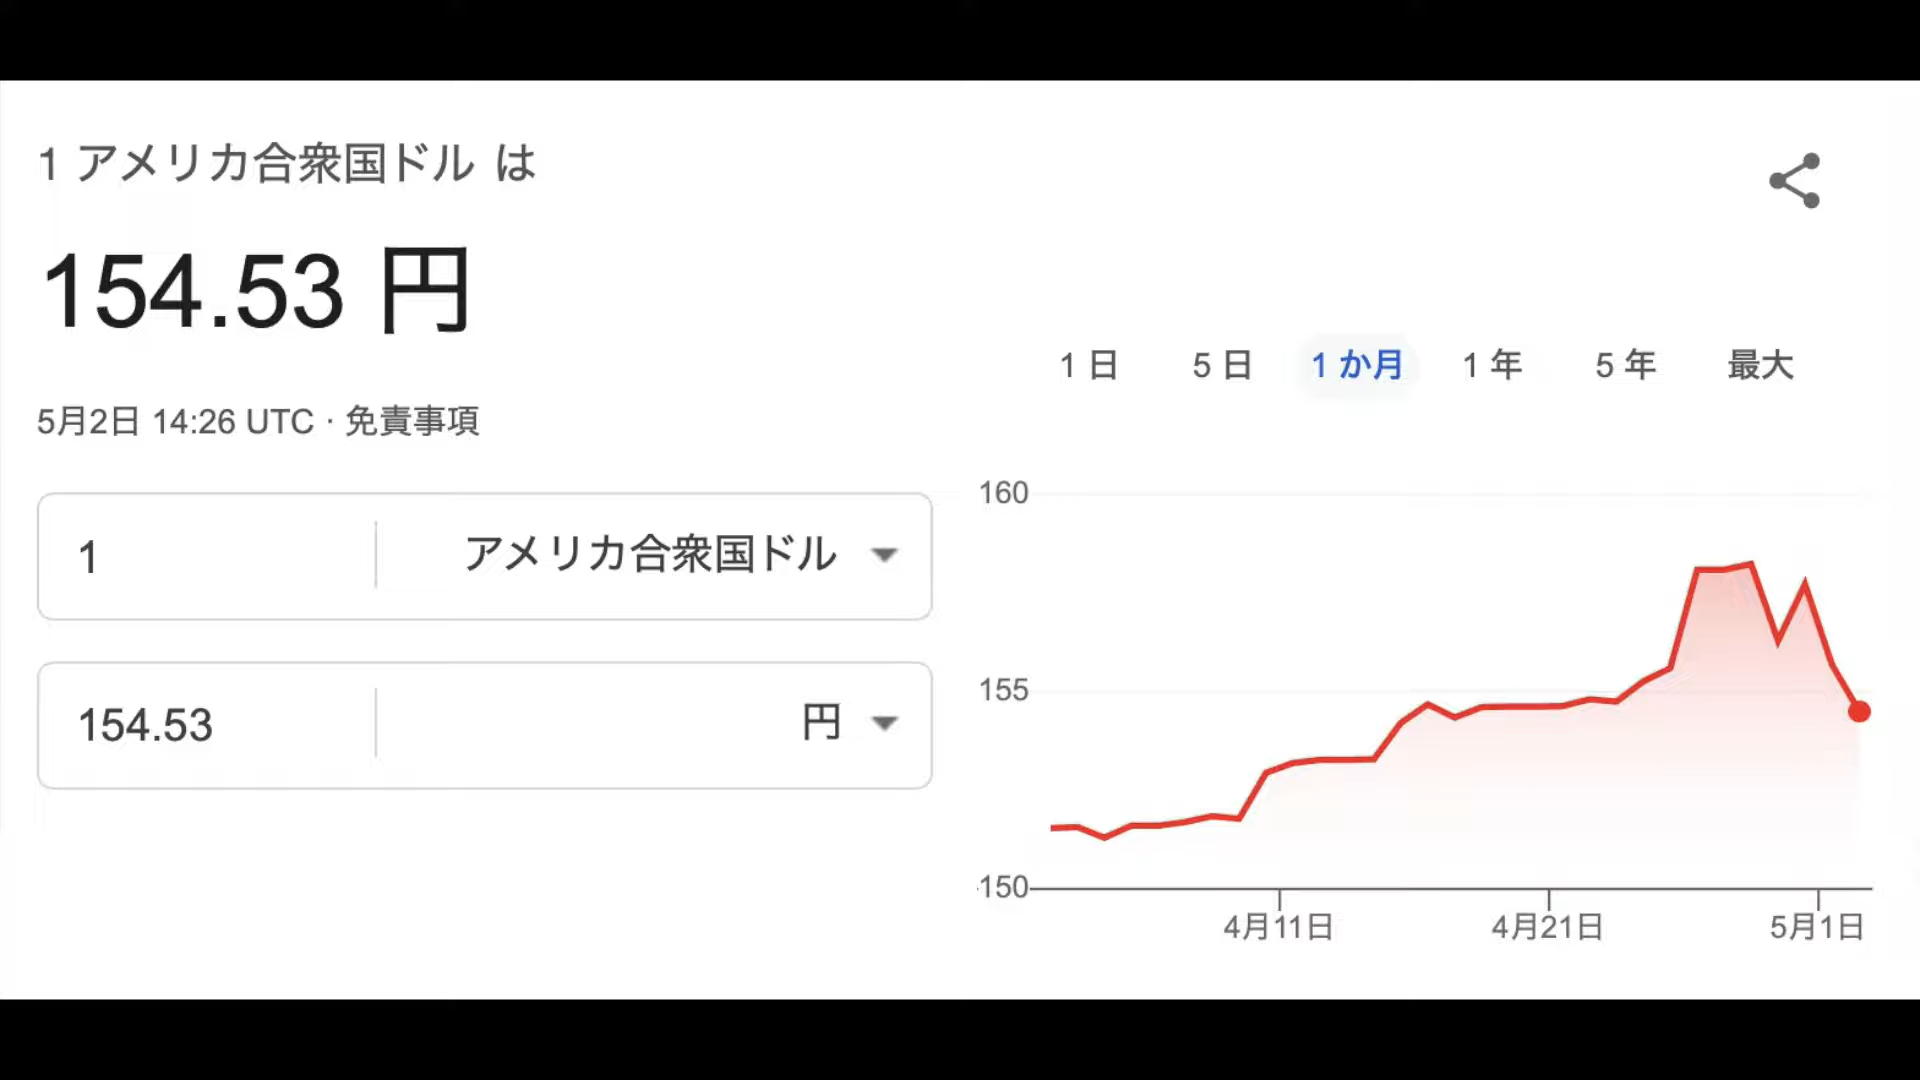 1 アメリカ合衆国ドル は
154.53 円
5月2日 14:26 UTC · 免責事項
1 アメリカ合衆国ドル
154.53 円
1 日 5 日 1 か月 1 年 5 年 最大
160
155
150
4月11日 4月21日 5月1日